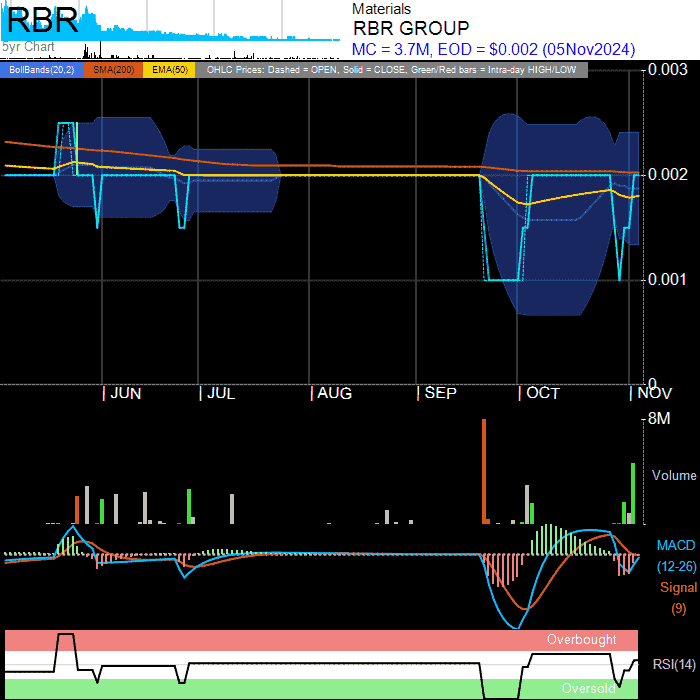 RBR
5yr Chart
Materials
RBR GROUP
MC = 3.7M, EOD = $0.002 (05Nov2024)
BollBands(20,2) SMA(200) EMA(50) OHLC Prices: Dashed = OPEN, Solid = CLOSE, Green/Red bars = Intra-day HIGH/LOW
0.003
0.002
0.001
0
| JUN | JUL | AUG | SEP | OCT | NOV
8M
Volume
MACD
(12-26)
Signal
(9)
Overbought
RSI(14)
Oversold